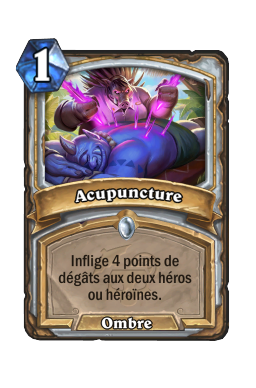 1
Acupuncture
Inflige 4 points de
dégâts aux deux héros
ou héroïnes.
Ombre